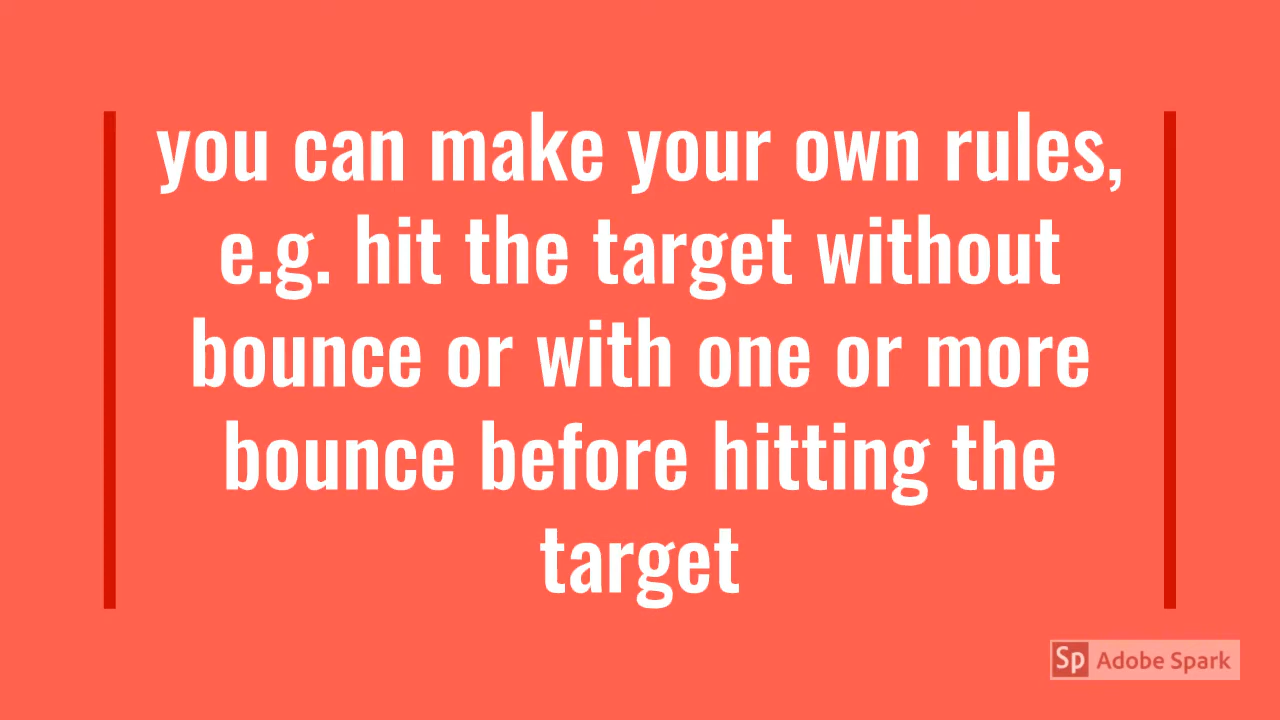 you can make your own rules,
e.g. hit the target without
bounce or with one or more
bounce before hitting the
target
Sp Adobe Spark